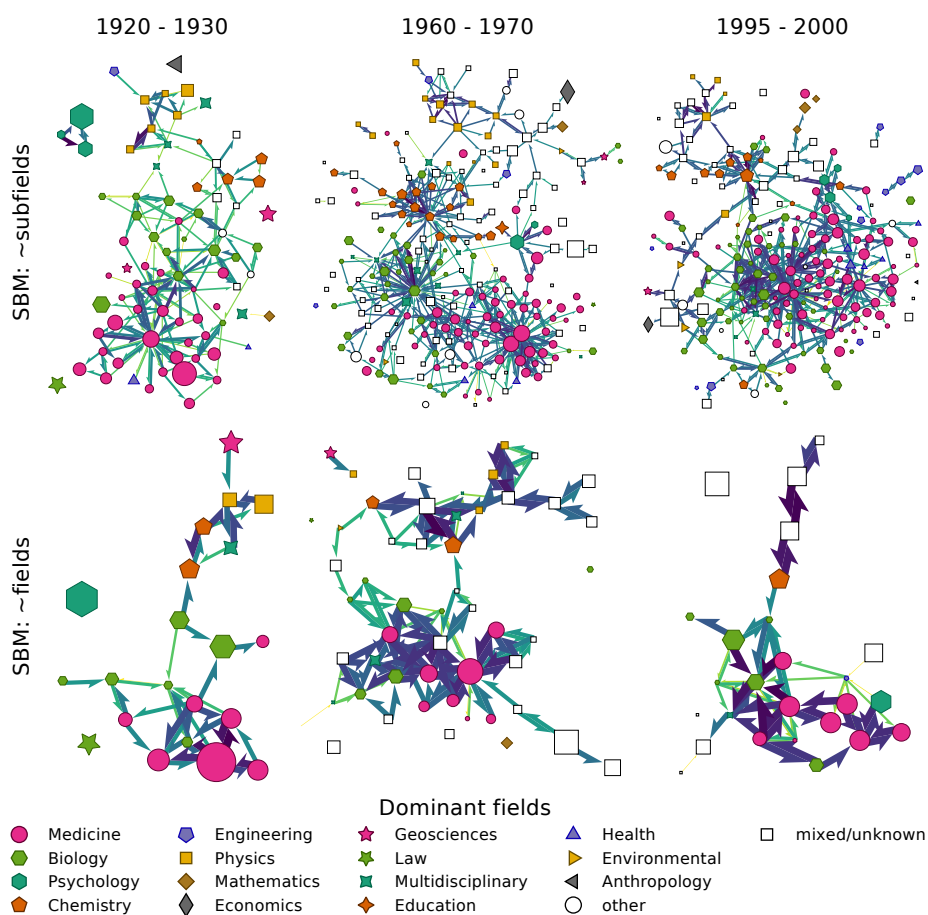 1920 - 1930 1960 - 1970 1995 - 2000
SBM: ~subfields
SBM: ~fields
Dominant fields
Medicine Engineering Geosciences Health mixed/unknown
Biology Physics Law Environmental
Psychology Mathematics Multidisciplinary Anthropology
Chemistry Economics Education other